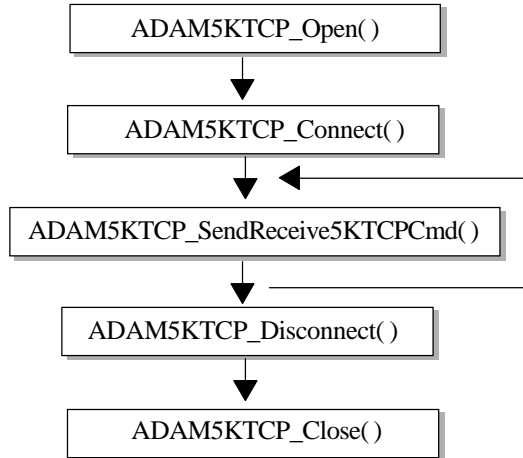 ADAM5KTCP_Open( )
ADAM5KTCP_Connect( )
ADAM5KTCP_SendReceive5KTCPCmd( )
ADAM5KTCP_Disconnect( )
ADAM5KTCP_Close( )